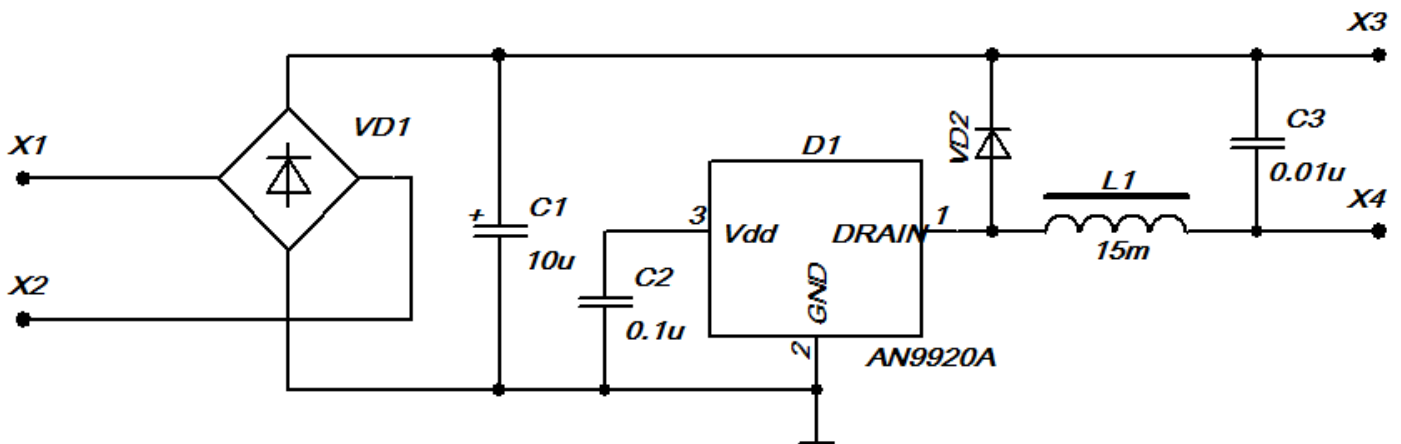 X3
VD1
C3
X1
VD2
D1
0.01u
L1
X4
+
C1
3
Vdd
DRAIN
1
10u
15m
X2
C2
GND
0.1u
2
AN9920A